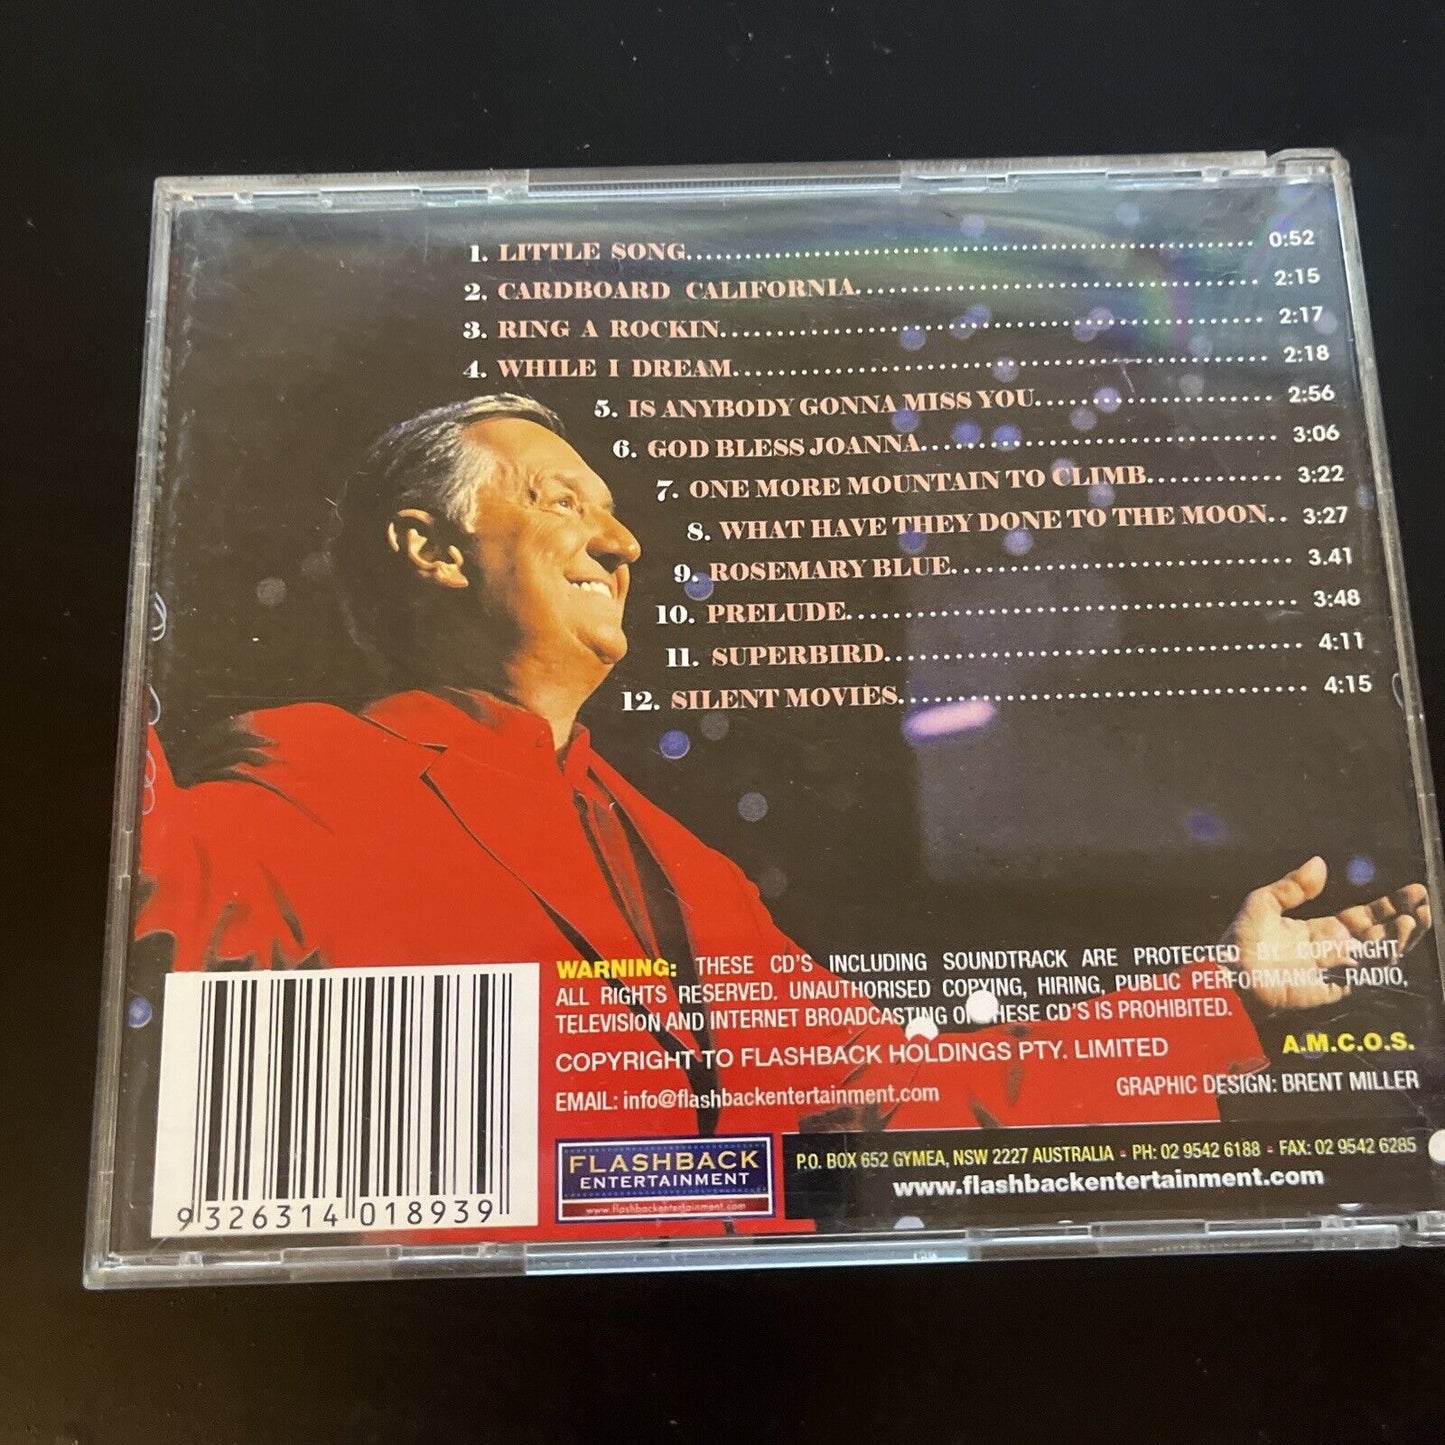 1. LITTLE SONG........................................ 0:52
2. CARDBOARD CALIFORNIA........................................ 2:15
3. RING A ROCKIN........................................ 2:17
4. WHILE I DREAM........................................ 2:18
5. IS ANYBODY GONNA MISS YOU.................... 2:56
6. GOD BLESS JOANNA.............................. 3:06
7. ONE MORE MOUNTAIN TO CLIMB............ 3:22
8. WHAT HAVE THEY DONE TO THE MOON.. 3:27
9. ROSEMARY BLUE............................. 3.41
10. PRELUDE...................................... 3:48
11. SUPERBIRD................................... 4:11
12. SILENT MOVIES................................... 4:15
WARNING: THESE CD'S INCLUDING SOUNDTRACK ARE PROTECTED BY COPYRIGHT.
ALL RIGHTS RESERVED. UNAUTHORISED COPYING, HIRING, PUBLIC PERFORMANCE, RADIO,
TELEVISION AND INTERNET BROADCASTING OF THESE CD'S IS PROHIBITED.
COPYRIGHT TO FLASHBACK HOLDINGS PTY. LIMITED
A.M.C.O.S.
EMAIL: info@flashbackentertainment.com
GRAPHIC DESIGN: BRENT MILLER
FLASHBACK
ENTERTAINMENT
www.flashbackentertainment.com
P.O. BOX 652 GYMEA, NSW 2227 AUSTRALIA - PH: 02 9542 6188 - FAX: 02 9542 6285
www.flashbackentertainment.com
9 326314 018939